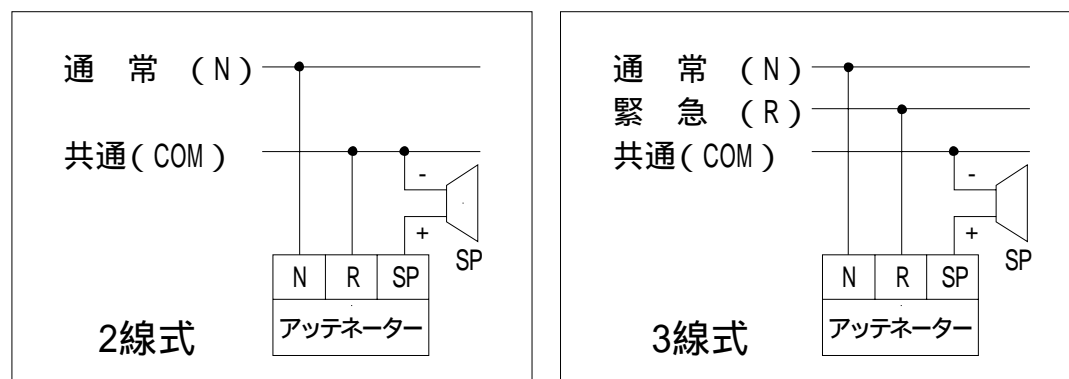 通 常 (N)
共通(COM)
-
+
SP
N R SP
アッテネーター
2線式
通 常 (N)
緊 急 (R)
共通(COM)
-
+
SP
N R SP
アッテネーター
3線式